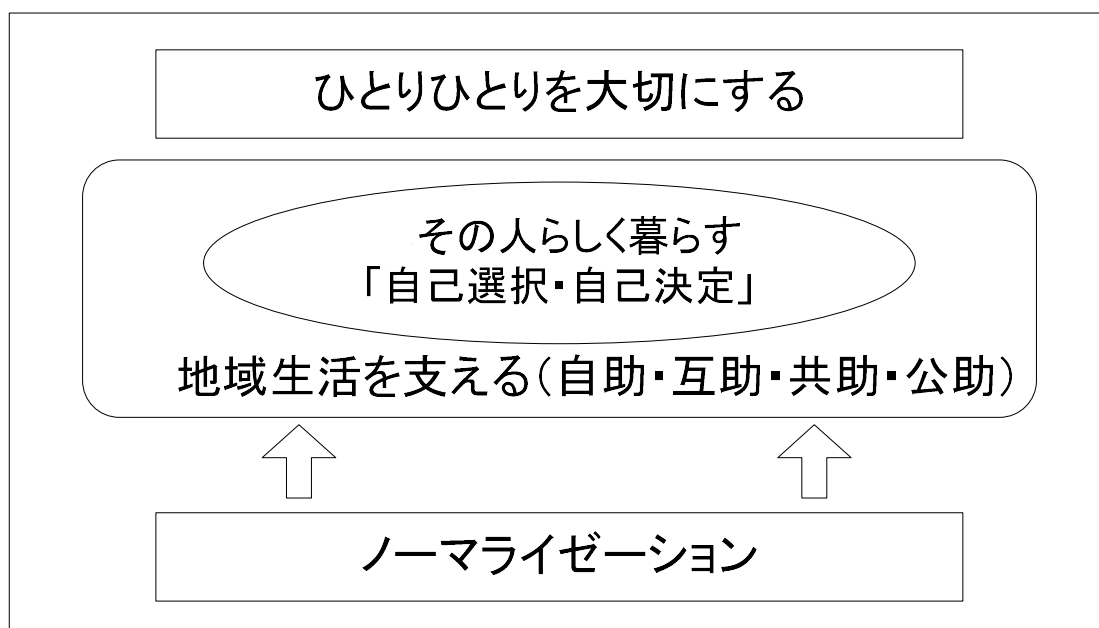 ひとりひとりを大切にする
その人らしく暮らす
「自己選択・自己決定」
地域生活を支える(自助・互助・共助・公助)
ノーマライゼーション